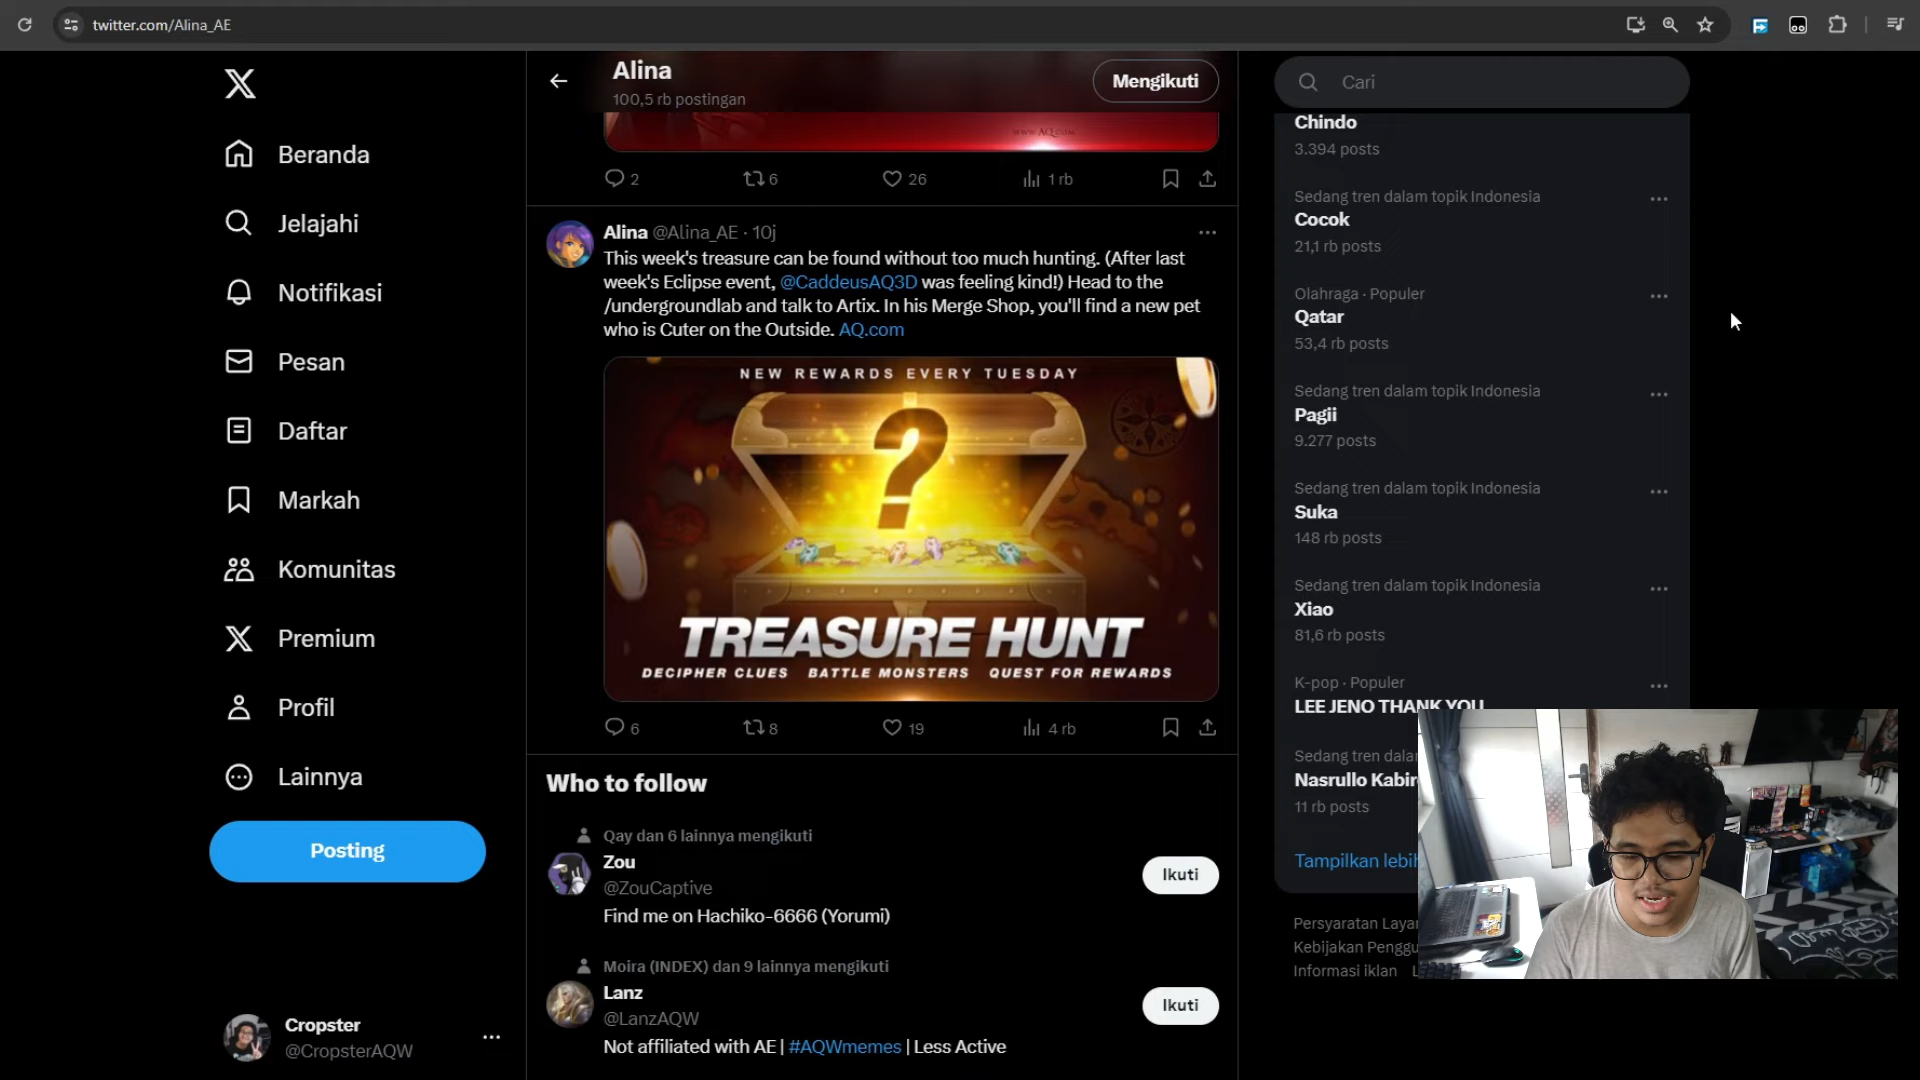 twitter.com/Alina_AE
Beranda
Jelajahi
Notifikasi
Pesan
Daftar
Markah
Komunitas
Premium
Profil
Lainnya
Posting
Cropster
@CropsterAQW
Alina
100,5 rb postingan
Mengikuti
WWW.AQ.COM
2
6
26
1 rb
Alina @Alina_AE · 10j
This week's treasure can be found without too much hunting. (After last
week's Eclipse event, @CaddeusAQ3D was feeling kind!) Head to the
/undergroundlab and talk to Artix. In his Merge Shop, you'll find a new pet
who is Cuter on the Outside. AQ.com
NEW REWARDS EVERY TUESDAY
?
TREASURE HUNT
DECIPHER CLUES BATTLE MONSTERS QUEST FOR REWARDS
6
8
19
4 rb
Who to follow
Qay dan 6 lainnya mengikuti
Zou
@ZouCaptive
Find me on Hachiko-6666 (Yorumi)
Ikuti
Moira (INDEX) dan 9 lainnya mengikuti
Lanz
@LanzAQW
Not affiliated with AE | #AQWmemes | Less Active
Ikuti
Cari
Chindo
3.394 posts
Sedang tren dalam topik Indonesia
Cocok
21,1 rb posts
Olahraga · Populer
Qatar
53,4 rb posts
Sedang tren dalam topik Indonesia
Pagii
9.277 posts
Sedang tren dalam topik Indonesia
Suka
148 rb posts
Sedang tren dalam topik Indonesia
Xiao
81,6 rb posts
K-pop · Populer
LEE JENO THANK YOU
Sedang tren dala
Nasrullo Kabir
11 rb posts
Tampilkan lebih
Persyaratan Laya
Kebijakan Penggu
Informasi iklan L